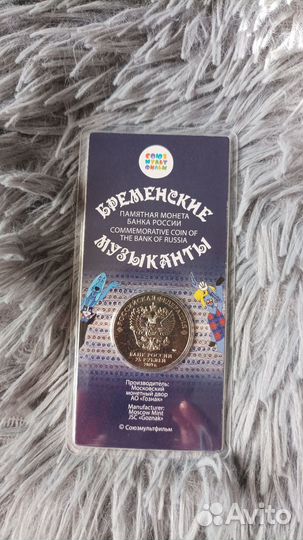 СОЮЗ
МУЛЬТ
ФИЛЬМ
БРЕМЕНСКИЕ
ПАМЯТНАЯ МОНЕТА
БАНКА РОССИИ
COMMEMORATIVE COIN OF
THE BANK OF RUSSIA
МУЗЫКАНТЫ
РОССИЙСКАЯ ФЕДЕРАЦИЯ
БАНК РОССИИ
25 РУБЛЕЙ
2019 г.
Производитель:
Московский
монетный двор
АО «Гознак»
Manufacturer:
Moscow Mint
JSC «Goznak»
© Союзмультфильм
Avito